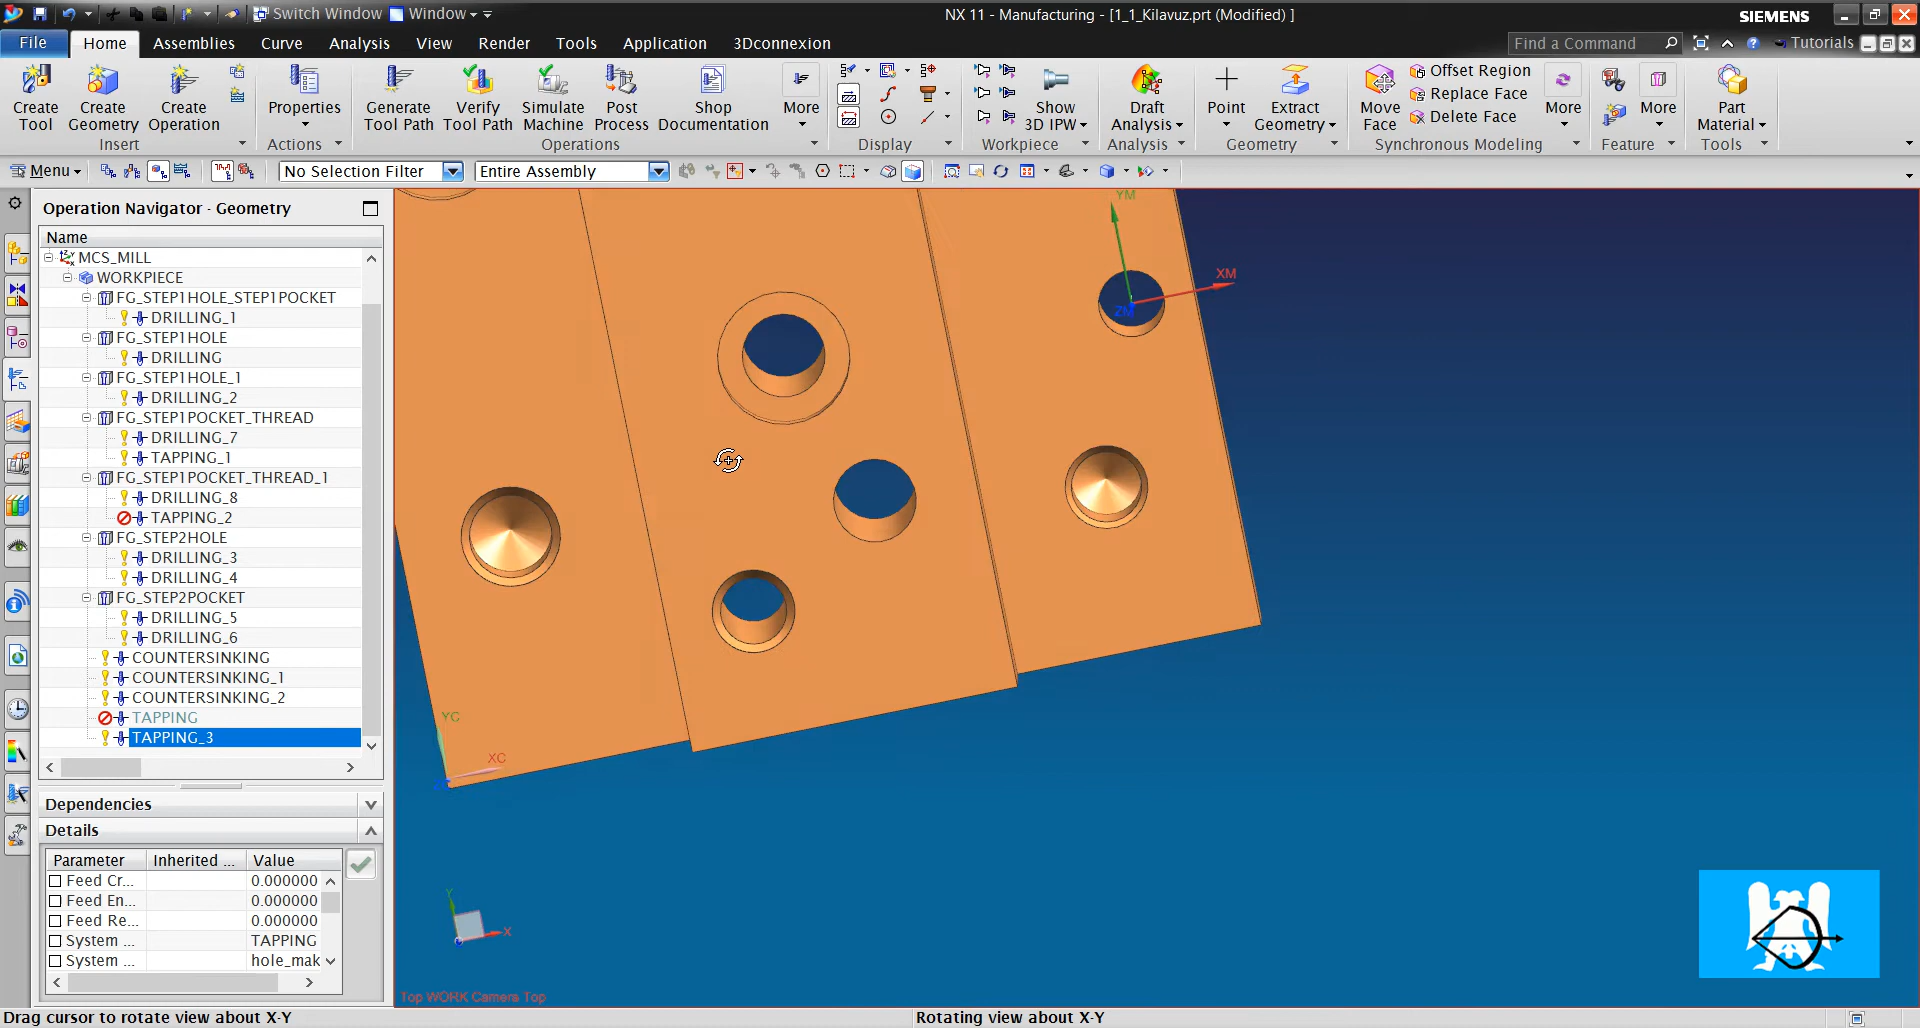 Switch Window Window
NX 11 - Manufacturing - [1_1_Kilavuz.prt (Modified) ]
SIEMENS
File Home Assemblies Curve Analysis View Render Tools Application 3Dconnexion
Find a Command
Tutorials
Create Tool
Create Geometry
Create Operation
Insert
Properties
Actions
Generate Tool Path
Verify Tool Path
Simulate Machine
Post Process
Shop Documentation
More
Operations
Display
Show 3D IPW
Workpiece
Draft Analysis
Analysis
Point
Extract Geometry
Geometry
Move Face
Offset Region
Replace Face
Delete Face
More
Synchronous Modeling
More
Feature
Part Material
Tools
Menu
No Selection Filter
Entire Assembly
Operation Navigator - Geometry
Name
MCS_MILL
WORKPIECE
FG_STEP1HOLE_STEP1POCKET
DRILLING_1
FG_STEP1HOLE
DRILLING
FG_STEP1HOLE_1
DRILLING_2
FG_STEP1POCKET_THREAD
DRILLING_7
TAPPING_1
FG_STEP1POCKET_THREAD_1
DRILLING_8
TAPPING_2
FG_STEP2HOLE
DRILLING_3
DRILLING_4
FG_STEP2POCKET
DRILLING_5
DRILLING_6
COUNTERSINKING
COUNTERSINKING_1
COUNTERSINKING_2
TAPPING
TAPPING_3
Dependencies
Details
Parameter Inherited ... Value
Feed Cr... 0.000000
Feed En... 0.000000
Feed Re... 0.000000
System ... TAPPING
System ... hole_mak
YM
XM
ZM
YC
XC
Y
X
Top WORK Camera Top
Drag cursor to rotate view about X-Y
Rotating view about X-Y